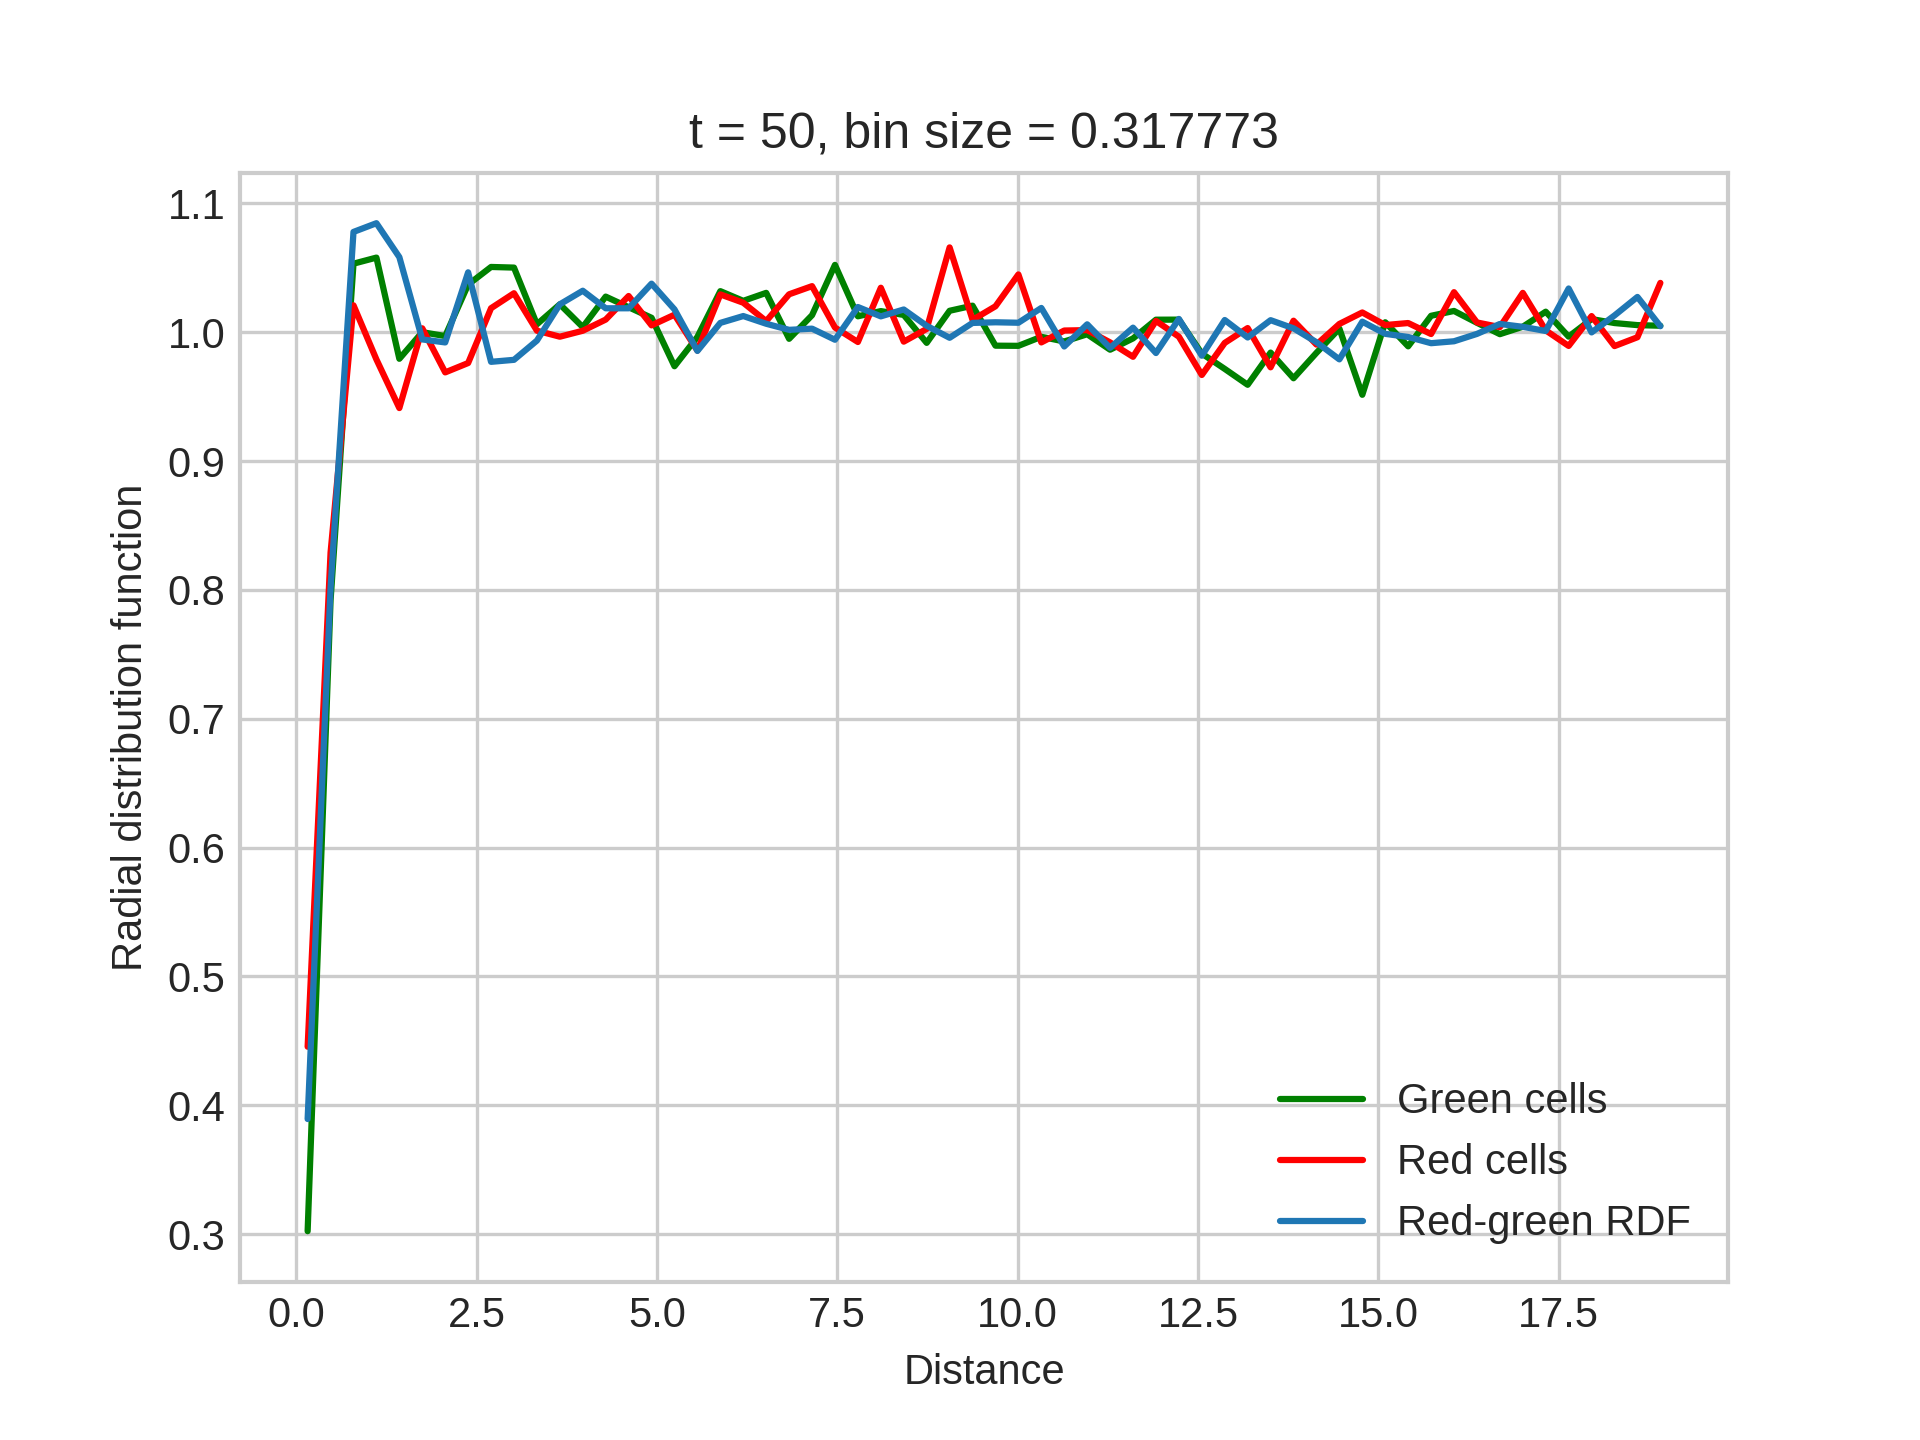 t = 50, bin size = 0.317773
Radial distribution function
1.1
1.0
0.9
0.8
0.7
0.6
0.5
0.4
0.3
Green cells
Red cells
Red-green RDF
0.0 2.5 5.0 7.5 10.0 12.5 15.0 17.5
Distance